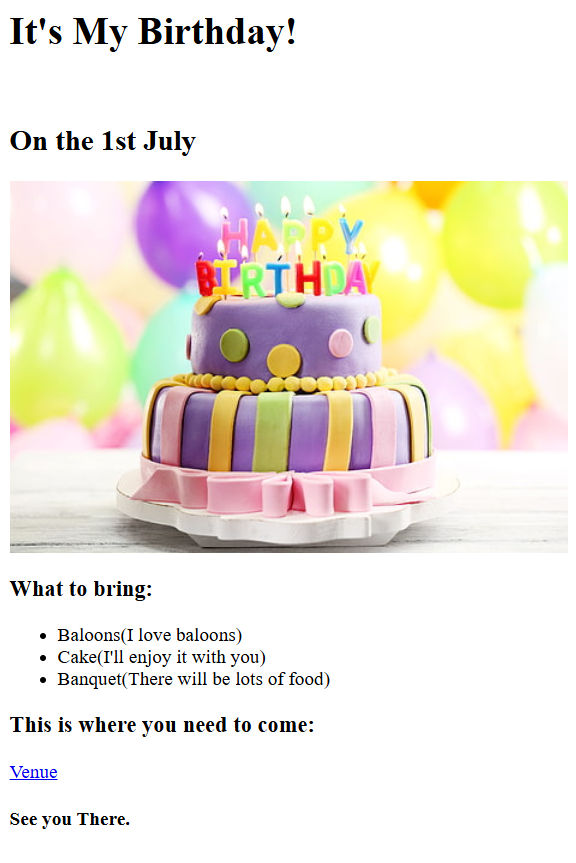 It's My Birthday!
On the 1st July
HAPPY
BIRTHDAY
What to bring:
Baloons(I love baloons)
Cake(I'll enjoy it with you)
Banquet(There will be lots of food)
This is where you need to come:
Venue
See you There.